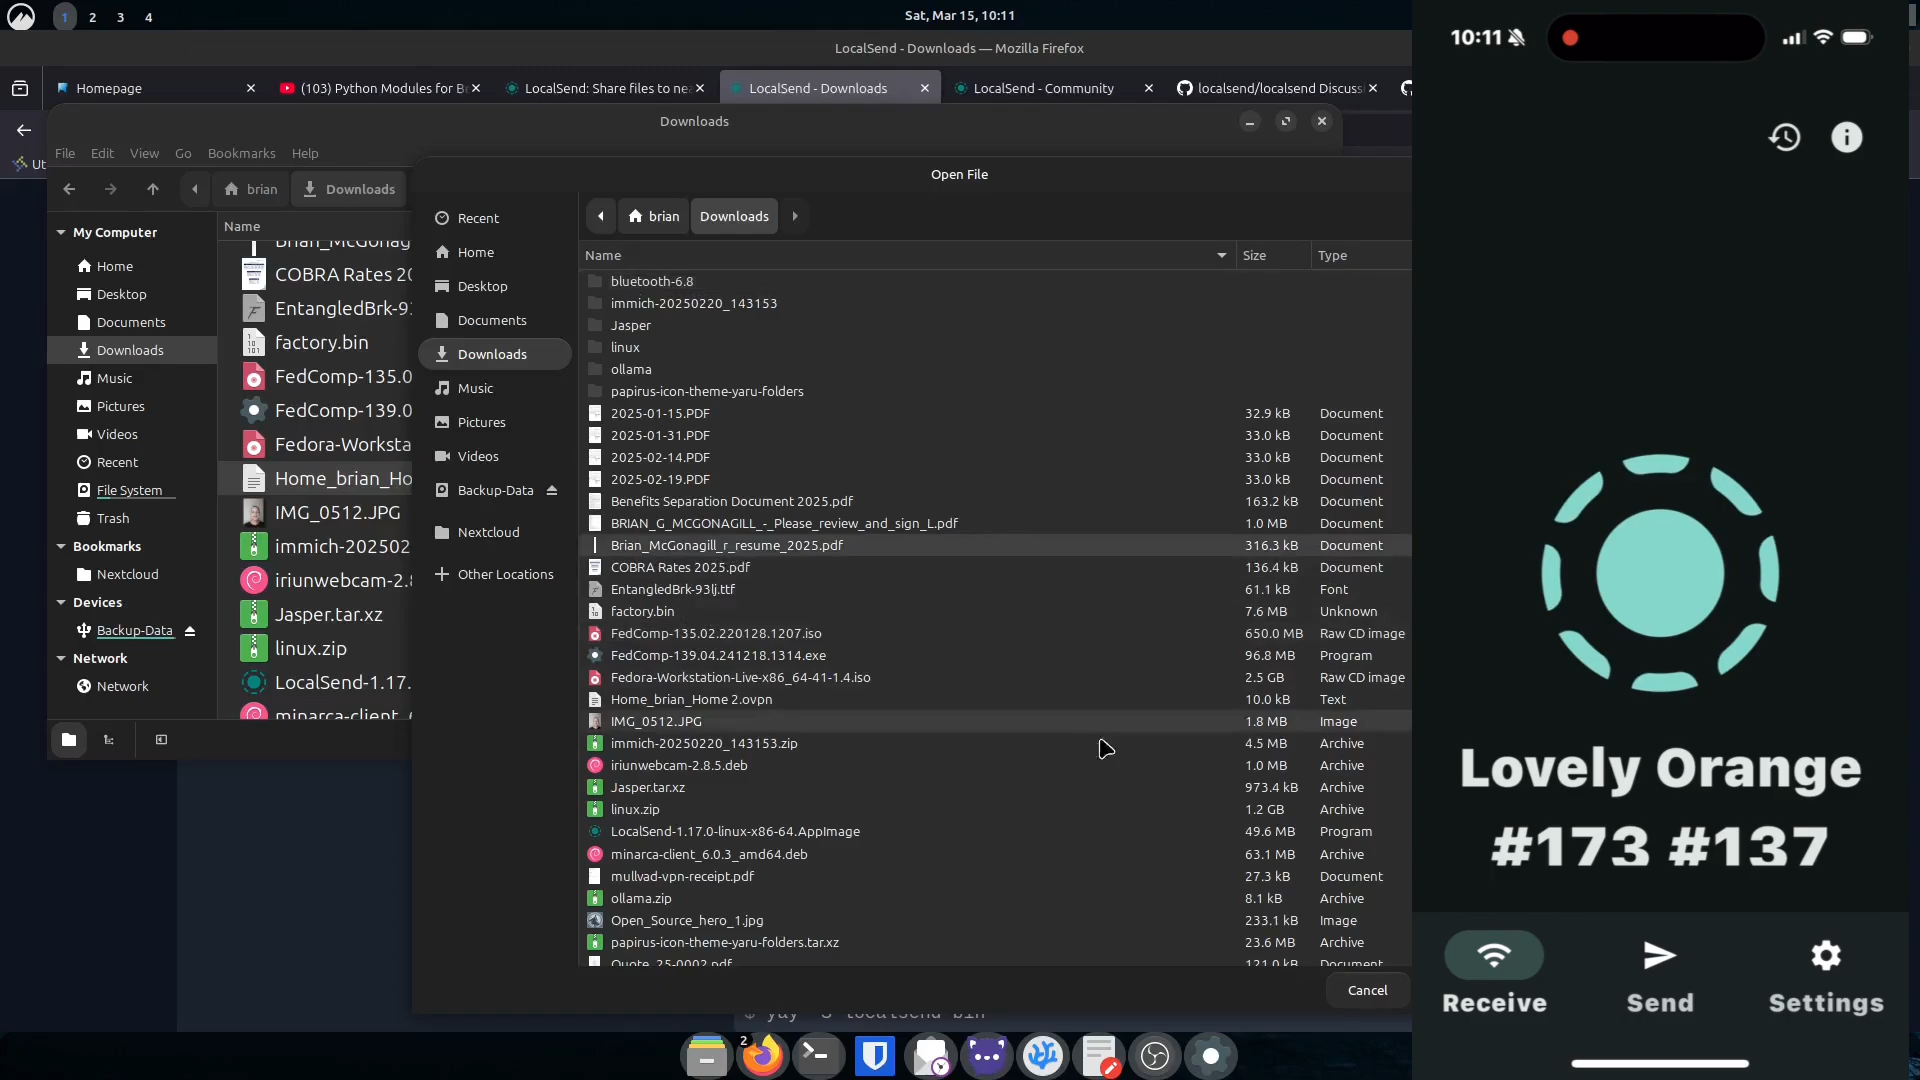 1 2 3 4
Sat, Mar 15, 10:11
LocalSend - Downloads — Mozilla Firefox
Homepage
(103) Python Modules for B
LocalSend: Share files to ne
LocalSend - Downloads
LocalSend - Community
localsend/localsend Discuss
Ut
Downloads
File Edit View Go Bookmarks Help
brian Downloads
My Computer
Home
Desktop
Documents
Downloads
Music
Pictures
Videos
Recent
File System
Trash
Bookmarks
Nextcloud
Devices
Backup-Data
Network
Network
Name
Brian_McGonag
COBRA Rates 20
EntangledBrk-93
factory.bin
FedComp-135.0
FedComp-139.0
Fedora-Worksta
Home_brian_Ho
IMG_0512.JPG
immich-202502
iriunwebcam-2.8
Jasper.tar.xz
linux.zip
LocalSend-1.17.
minarca-client_6
Open File
Recent
Home
Desktop
Documents
Downloads
Music
Pictures
Videos
Backup-Data
Nextcloud
Other Locations
brian Downloads
Name Size Type
bluetooth-6.8
immich-20250220_143153
Jasper
linux
ollama
papirus-icon-theme-yaru-folders
2025-01-15.PDF 32.9 kB Document
2025-01-31.PDF 33.0 kB Document
2025-02-14.PDF 33.0 kB Document
2025-02-19.PDF 33.0 kB Document
Benefits Separation Document 2025.pdf 163.2 kB Document
BRIAN_G_MCGONAGILL_-_Please_review_and_sign_L.pdf 1.0 MB Document
Brian_McGonagill_r_resume_2025.pdf 316.3 kB Document
COBRA Rates 2025.pdf 136.4 kB Document
EntangledBrk-93lj.ttf 61.1 kB Font
factory.bin 7.6 MB Unknown
FedComp-135.02.220128.1207.iso 650.0 MB Raw CD image
FedComp-139.04.241218.1314.exe 96.8 MB Program
Fedora-Workstation-Live-x86_64-41-1.4.iso 2.5 GB Raw CD image
Home_brian_Home 2.ovpn 10.0 kB Text
IMG_0512.JPG 1.8 MB Image
immich-20250220_143153.zip 4.5 MB Archive
iriunwebcam-2.8.5.deb 1.0 MB Archive
Jasper.tar.xz 973.4 kB Archive
linux.zip 1.2 GB Archive
LocalSend-1.17.0-linux-x86-64.AppImage 49.6 MB Program
minarca-client_6.0.3_amd64.deb 63.1 MB Archive
mullvad-vpn-receipt.pdf 27.3 kB Document
ollama.zip 8.1 kB Archive
Open_Source_hero_1.jpg 233.1 kB Image
papirus-icon-theme-yaru-folders.tar.xz 23.6 MB Archive
Quote_25-0002.pdf 121.0 kB Document
Cancel
2
10:11
Lovely Orange
#173 #137
Receive Send Settings